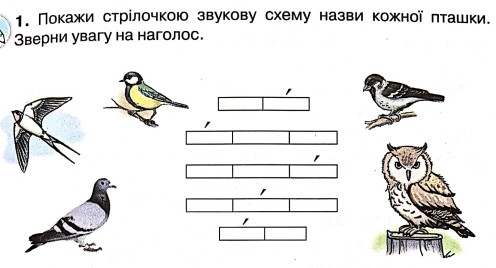 1. Покажи стрілочкою звукову схему назви кожної пташки.
Зверни увагу на наголос.